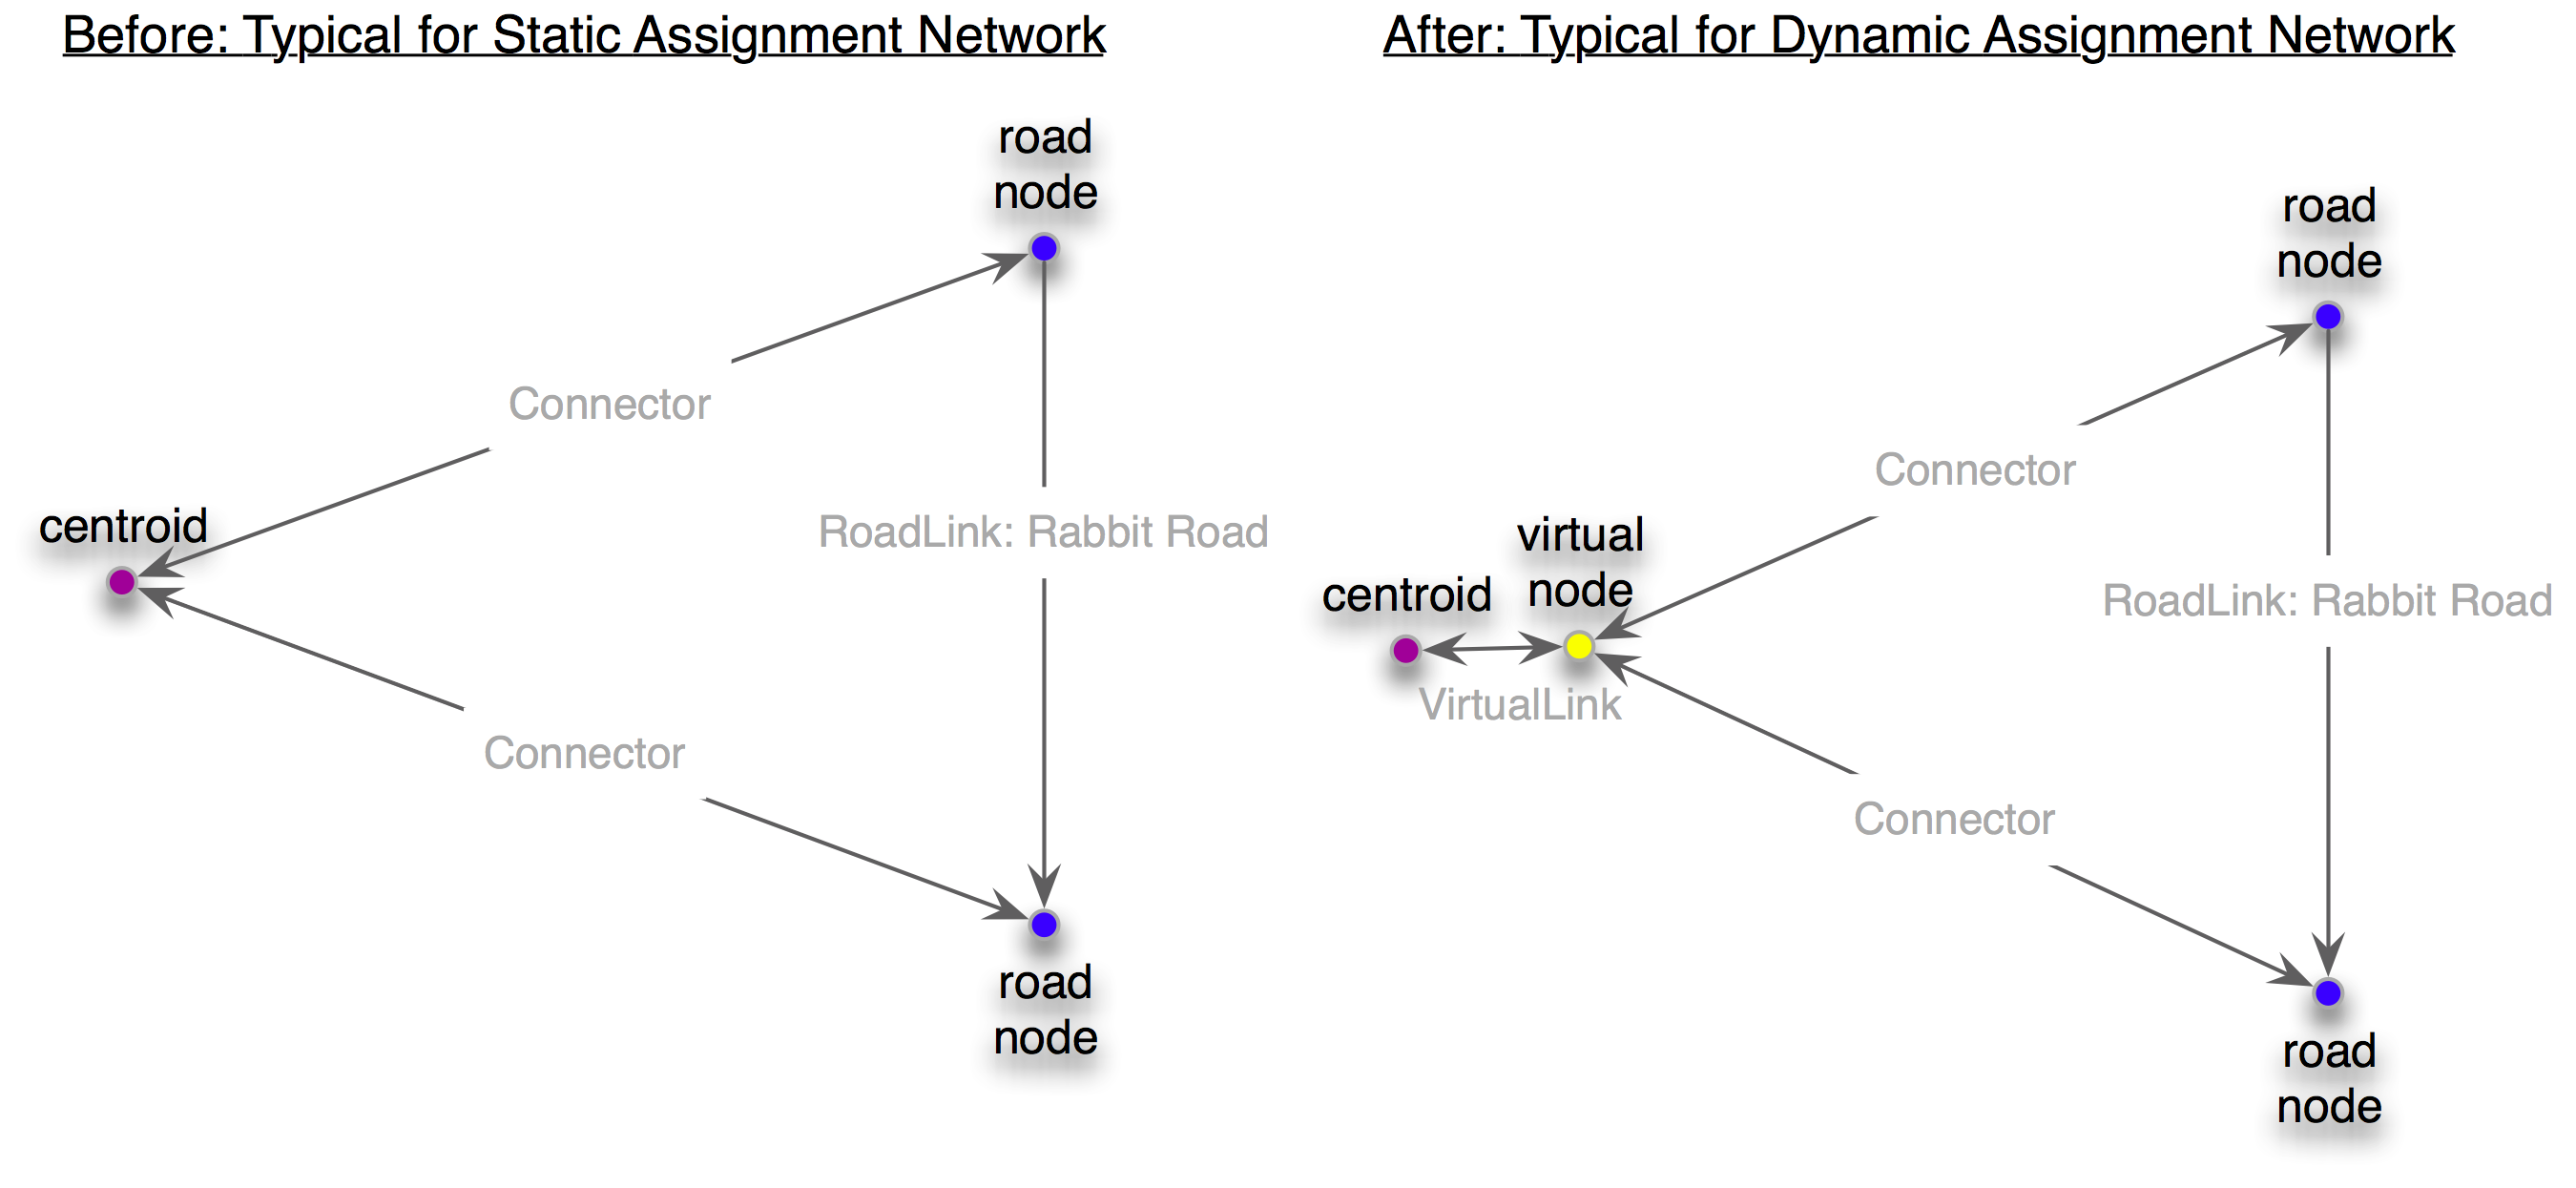 Before: Typical for Static Assignment Network
road
node
Connector
centroid
RoadLink: Rabbit Road
Connector
road
node
After: Typical for Dynamic Assignment Network
road
node
Connector
virtual
node
centroid
RoadLink: Rabbit Road
VirtualLink
Connector
road
node